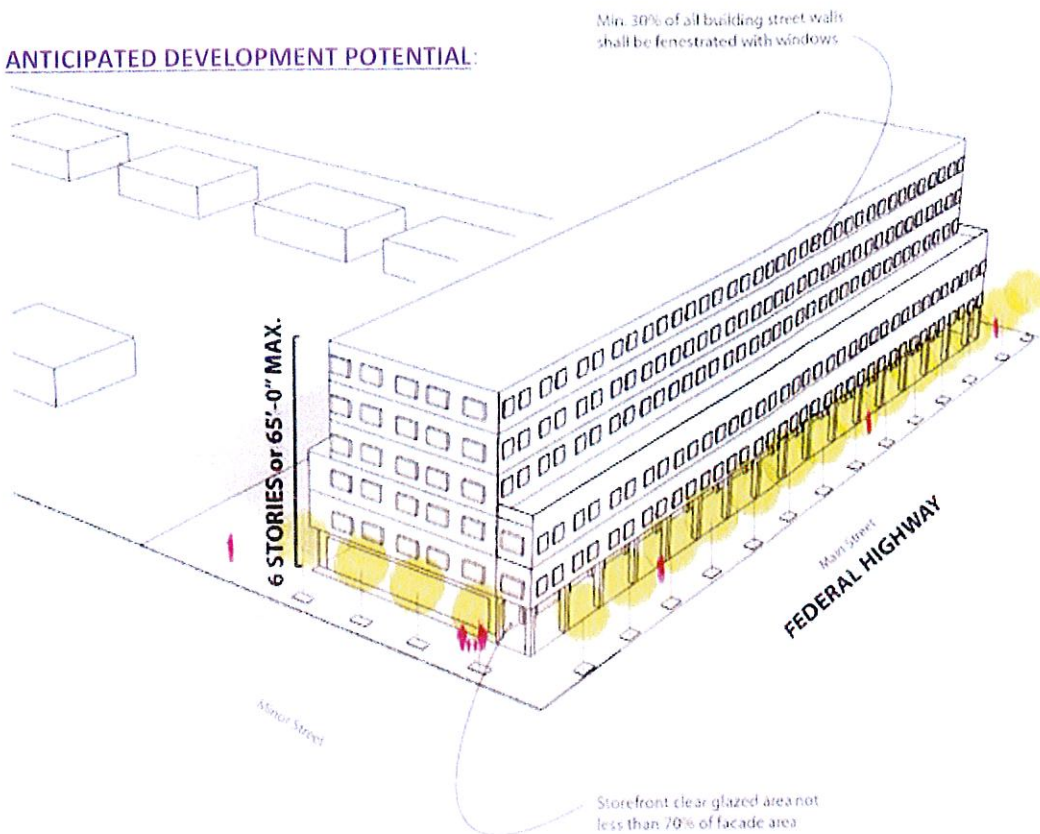 Min. 30% of all building street walls
shall be fenestrated with windows
ANTICIPATED DEVELOPMENT POTENTIAL:
6 STORIES or 65'-0" MAX.
Main Street
FEDERAL HIGHWAY
Minor Street
Storefront clear glazed area not
less than 70% of facade area